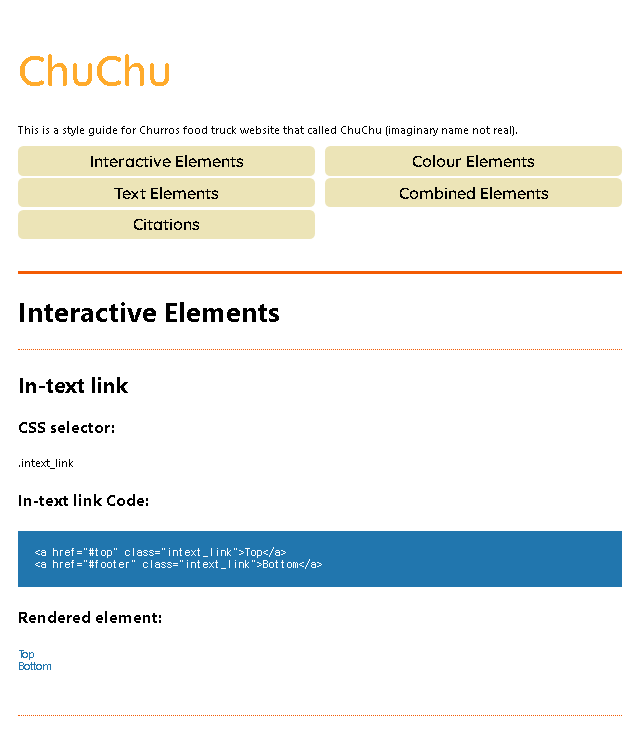 ChuChu
This is a style guide for Churros food truck website that called ChuChu (imaginary name not real).
Interactive Elements
Colour Elements
Text Elements
Combined Elements
Citations
Interactive Elements
In-text link
CSS selector:
.intext_link
In-text link Code:
<a href="#top" class="intext_link">Top</a>
<a href="#footer" class="intext_link">Bottom</a>
Rendered element:
Top
Bottom